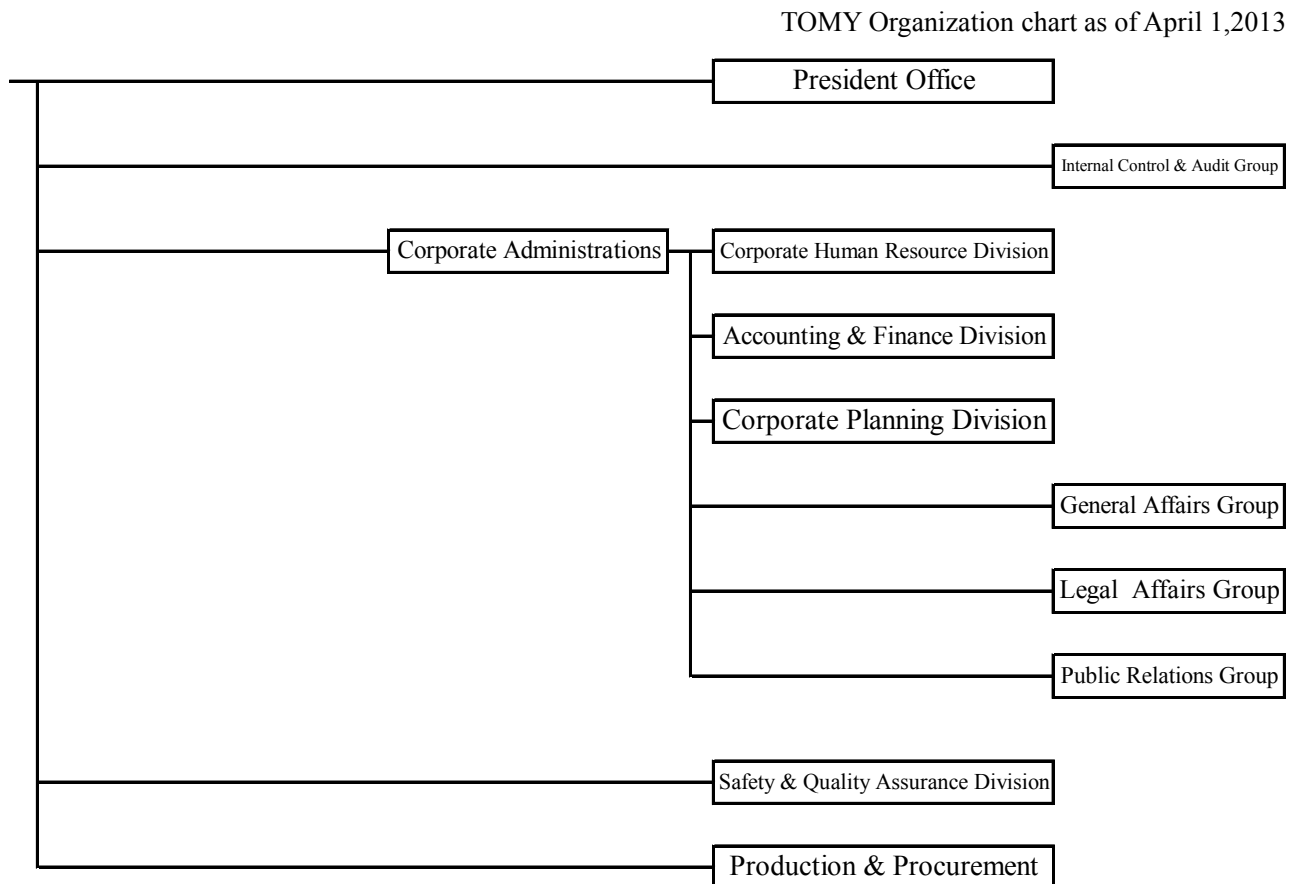 TOMY Organization chart as of April 1,2013
President Office
Internal Control & Audit Group
Corporate Administrations
Corporate Human Resource Division
Accounting & Finance Division
Corporate Planning Division
General Affairs Group
Legal  Affairs Group
Public Relations Group
Safety & Quality Assurance Division
Production & Procurement